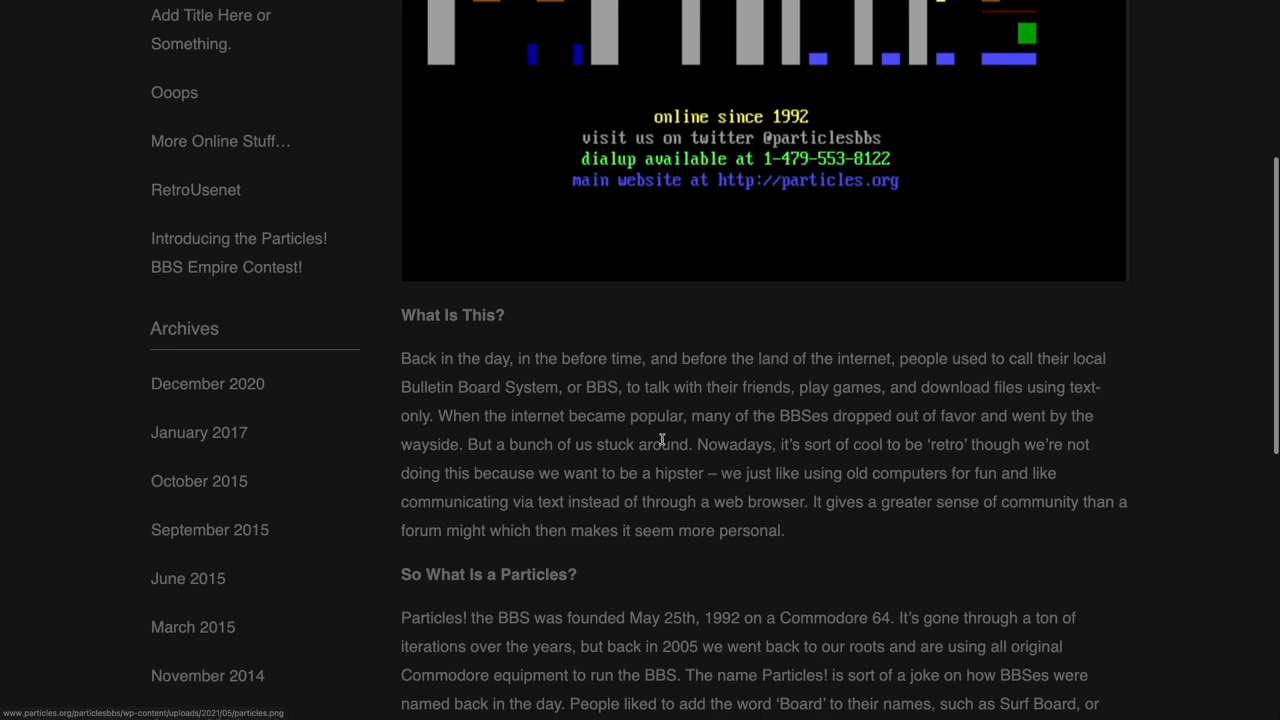 Add Title Here or
Something.
Ooops
More Online Stuff…
RetroUsenet
Introducing the Particles!
BBS Empire Contest!
Archives
December 2020
January 2017
October 2015
September 2015
June 2015
March 2015
November 2014
online since 1992
visit us on twitter @particlesbbs
dialup available at 1-479-553-8122
main website at http://particles.org
What Is This?
Back in the day, in the before time, and before the land of the internet, people used to call their local
Bulletin Board System, or BBS, to talk with their friends, play games, and download files using text-
only. When the internet became popular, many of the BBSes dropped out of favor and went by the
wayside. But a bunch of us stuck around. Nowadays, it’s sort of cool to be ‘retro’ though we’re not
doing this because we want to be a hipster – we just like using old computers for fun and like
communicating via text instead of through a web browser. It gives a greater sense of community than a
forum might which then makes it seem more personal.
So What Is a Particles?
Particles! the BBS was founded May 25th, 1992 on a Commodore 64. It’s gone through a ton of
iterations over the years, but back in 2005 we went back to our roots and are using all original
Commodore equipment to run the BBS. The name Particles! is sort of a joke on how BBSes were
named back in the day. People liked to add the word ‘Board’ to their names, such as Surf Board, or
www.particles.org/particlesbbs/wp-content/uploads/2021/05/particles.png